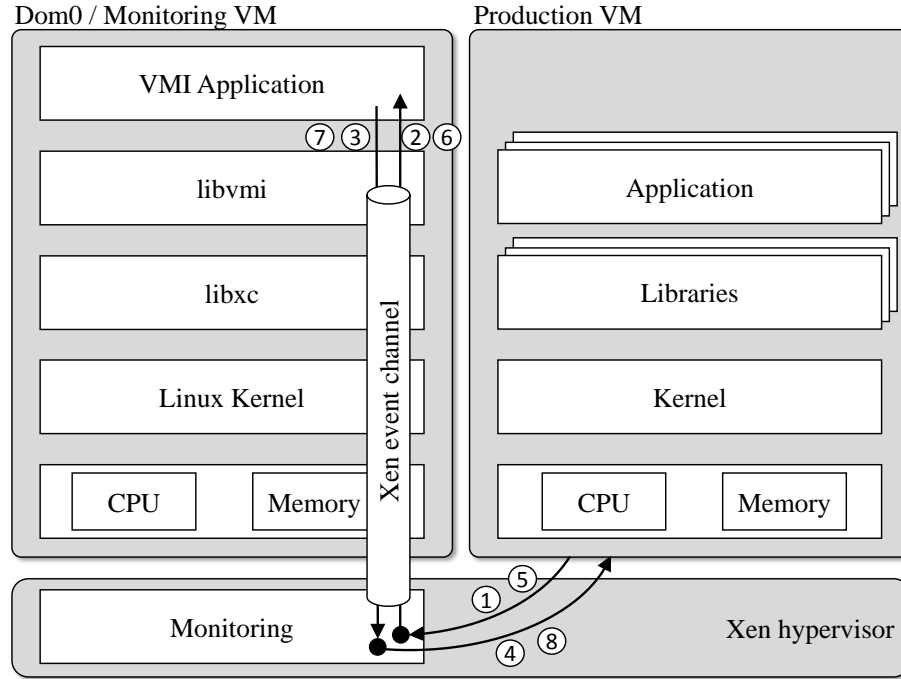 Dom0 / Monitoring VM
Production VM
VMI Application
⑦ ③ ② ⑥
libvmi
Application
libxc
Libraries
Xen event channel
Linux Kernel
Kernel
CPU
Memory
CPU
Memory
⑤
①
Monitoring
④ ⑧
Xen hypervisor